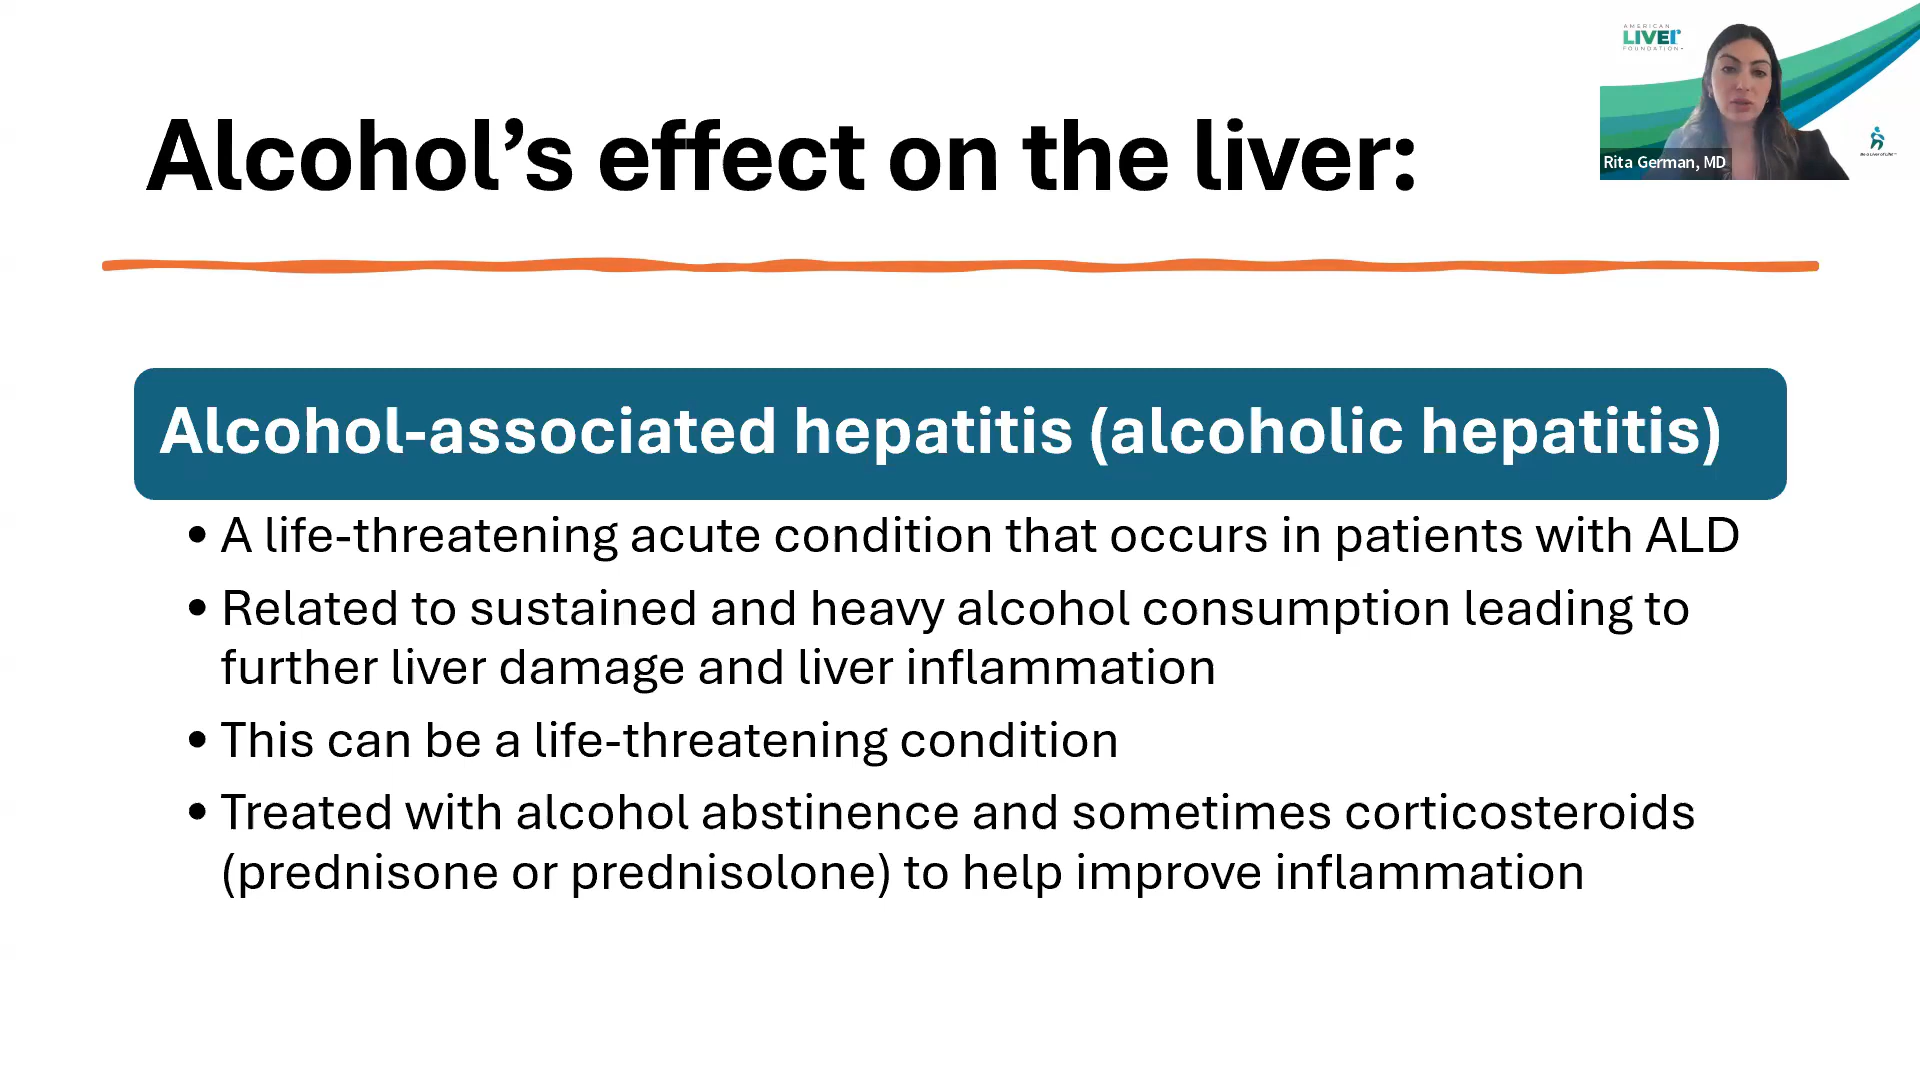 AMERICAN
LIVER
FOUNDATION
Rita German, MD
Alcohol’s effect on the liver:
Alcohol-associated hepatitis (alcoholic hepatitis)
• A life-threatening acute condition that occurs in patients with ALD
• Related to sustained and heavy alcohol consumption leading to
further liver damage and liver inflammation
• This can be a life-threatening condition
• Treated with alcohol abstinence and sometimes corticosteroids
(prednisone or prednisolone) to help improve inflammation